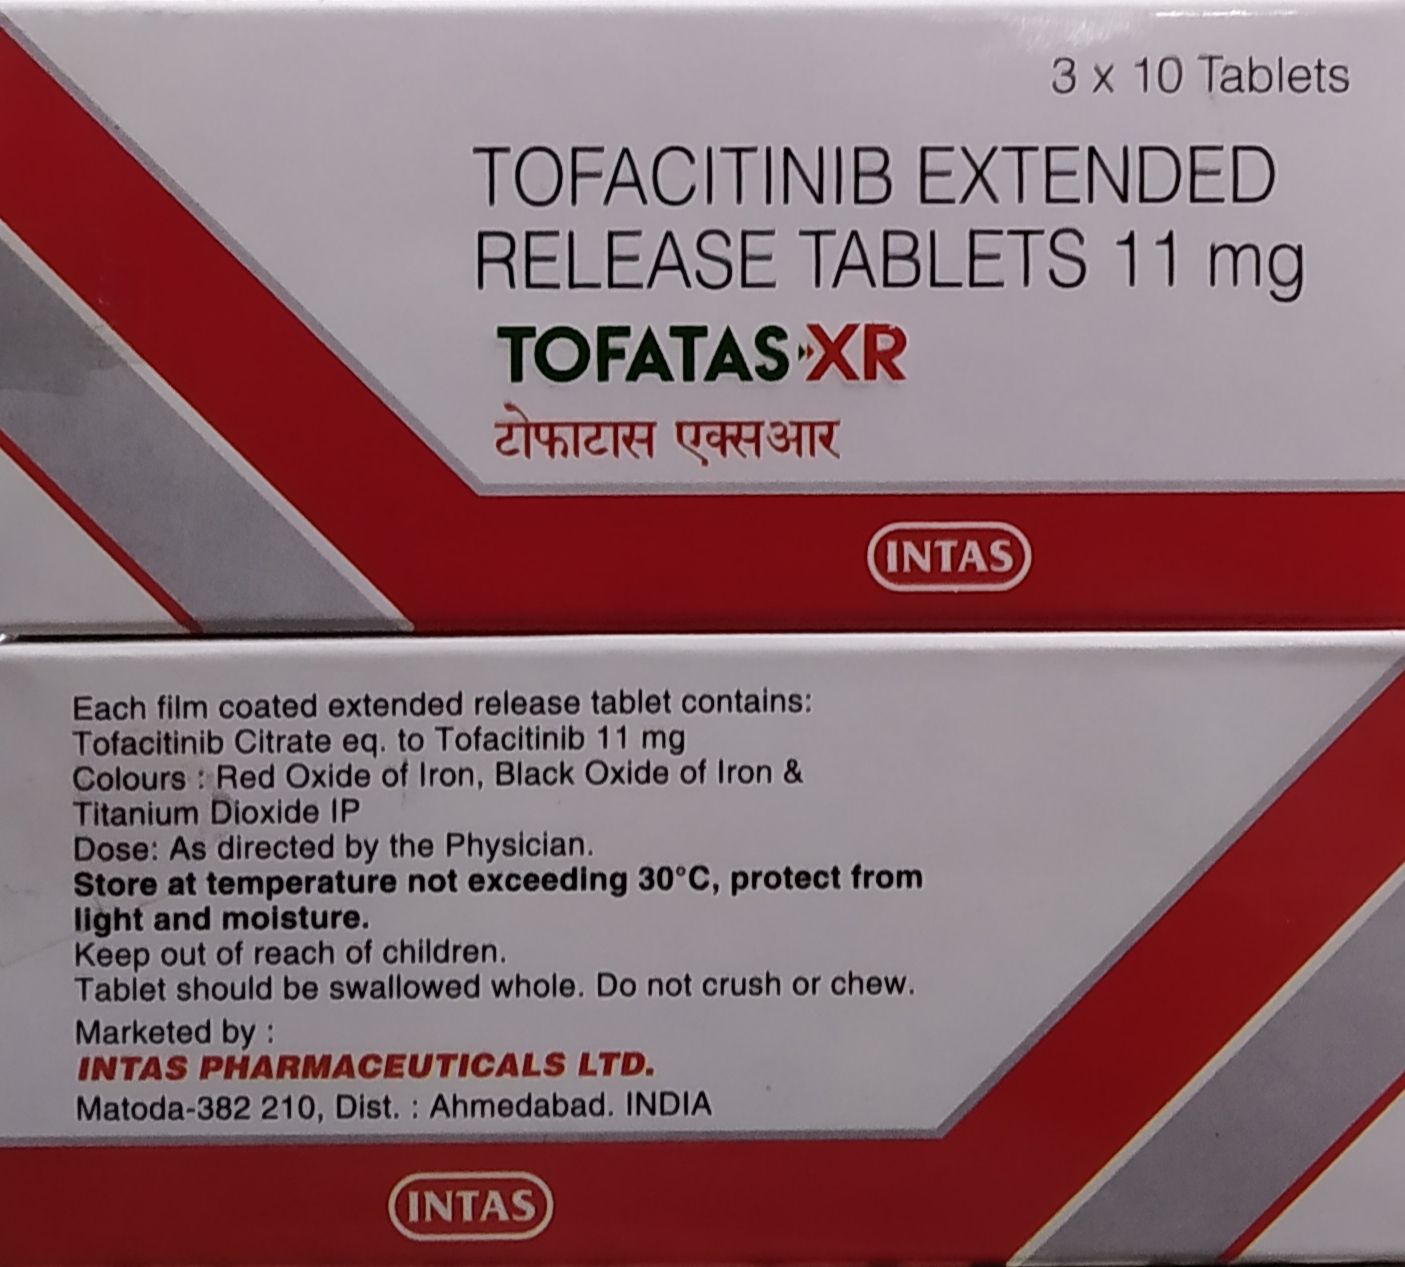 3 x 10 Tablets
TOFACITINIB EXTENDED
RELEASE TABLETS 11 mg
TOFATAS XR
टोफाटास एक्सआर
INTAS
Each film coated extended release tablet contains:
Tofacitinib Citrate eq. to Tofacitinib 11 mg
Colours : Red Oxide of Iron, Black Oxide of Iron &
Titanium Dioxide IP
Dose: As directed by the Physician.
Store at temperature not exceeding 30°C, protect from
light and moisture.
Keep out of reach of children.
Tablet should be swallowed whole. Do not crush or chew.
Marketed by :
INTAS PHARMACEUTICALS LTD.
Matoda-382 210, Dist. : Ahmedabad. INDIA
INTAS